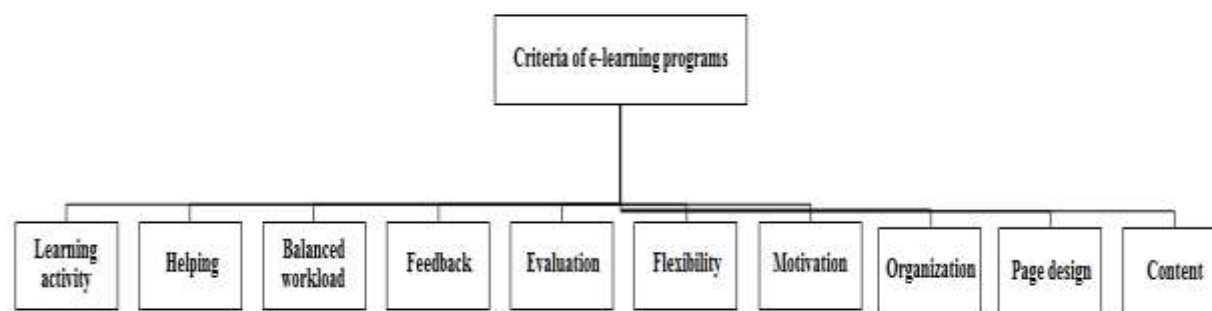 Criteria of e-learning programs
Learning
activity
Helping
Balanced
workload
Feedback
Evaluation
Flexibility
Motivation
Organization
Page design
Content